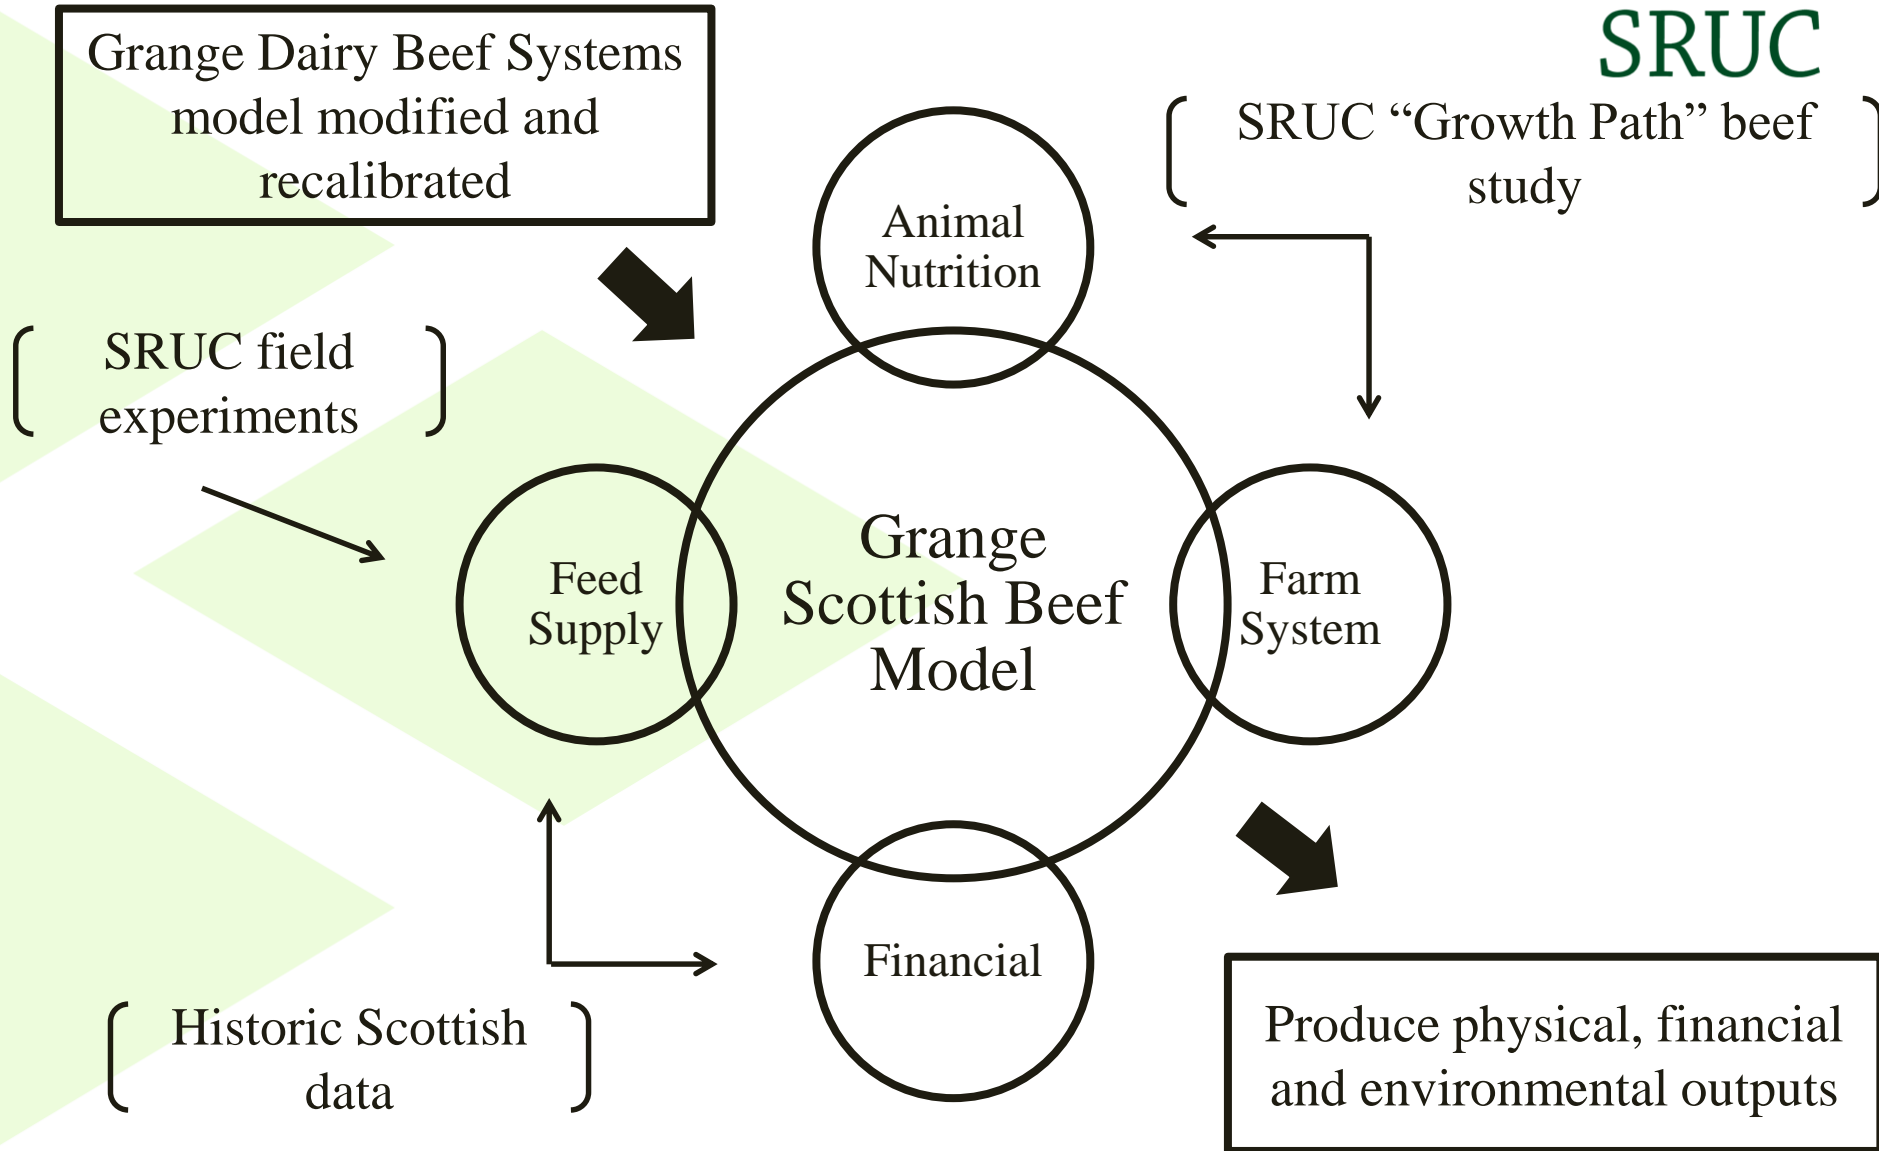 SRUC
Grange Dairy Beef Systems
model modified and
recalibrated
SRUC “Growth Path” beef
study
Animal
Nutrition
SRUC field
experiments
Feed
Supply
Grange
Scottish Beef
Model
Farm
System
Financial
Historic Scottish
data
Produce physical, financial
and environmental outputs